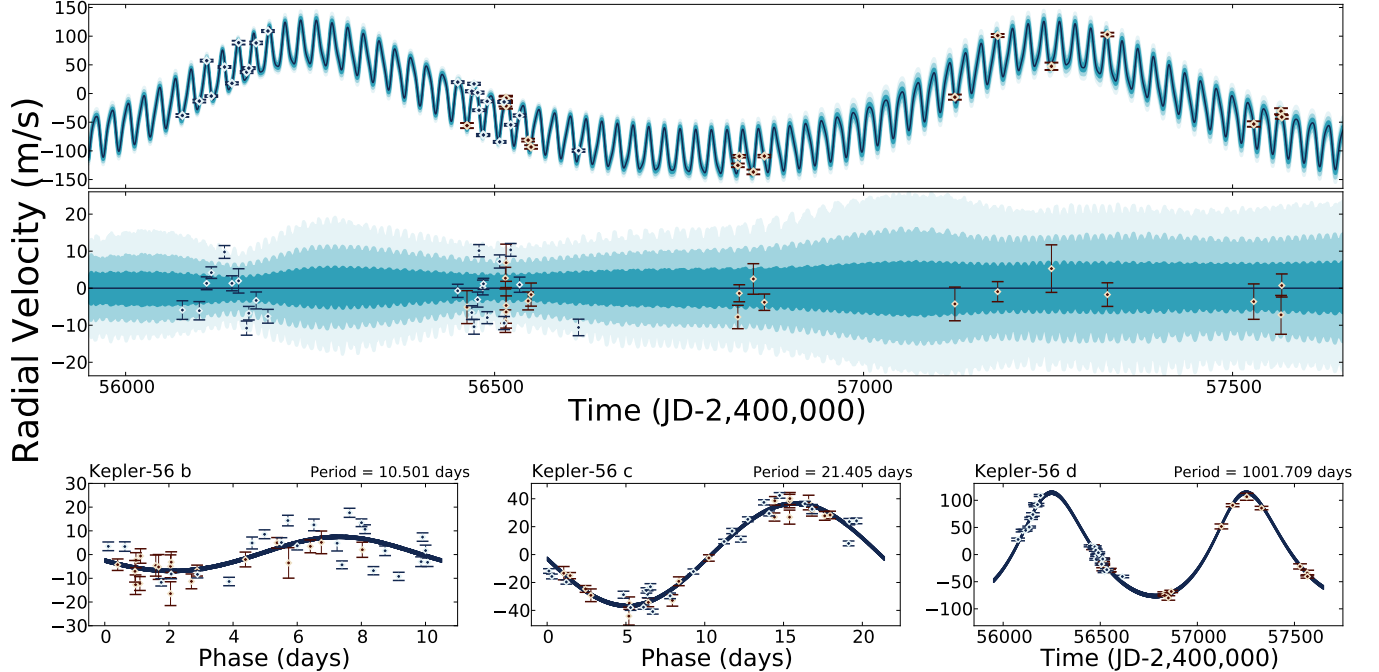 Radial Velocity (m/s)
150
100
50
0
−50
−100
−150
20
10
0
−10
−20
56000 56500 57000 57500
Time (JD-2,400,000)
Kepler-56 b Period = 10.501 days
30
20
10
0
−10
−20
−30
0 2 4 6 8 10
Phase (days)
Kepler-56 c Period = 21.405 days
40
20
0
−20
−40
0 5 10 15 20
Phase (days)
Kepler-56 d Period = 1001.709 days
100
50
0
−50
−100
56000 56500 57000 57500
Time (JD-2,400,000)